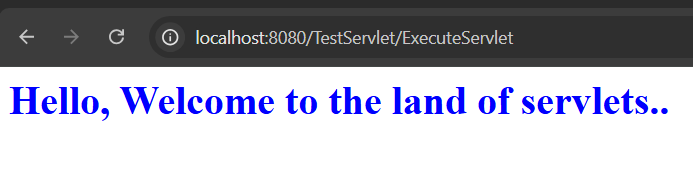 localhost:8080/TestServlet/ExecuteServlet
Hello, Welcome to the land of servlets..